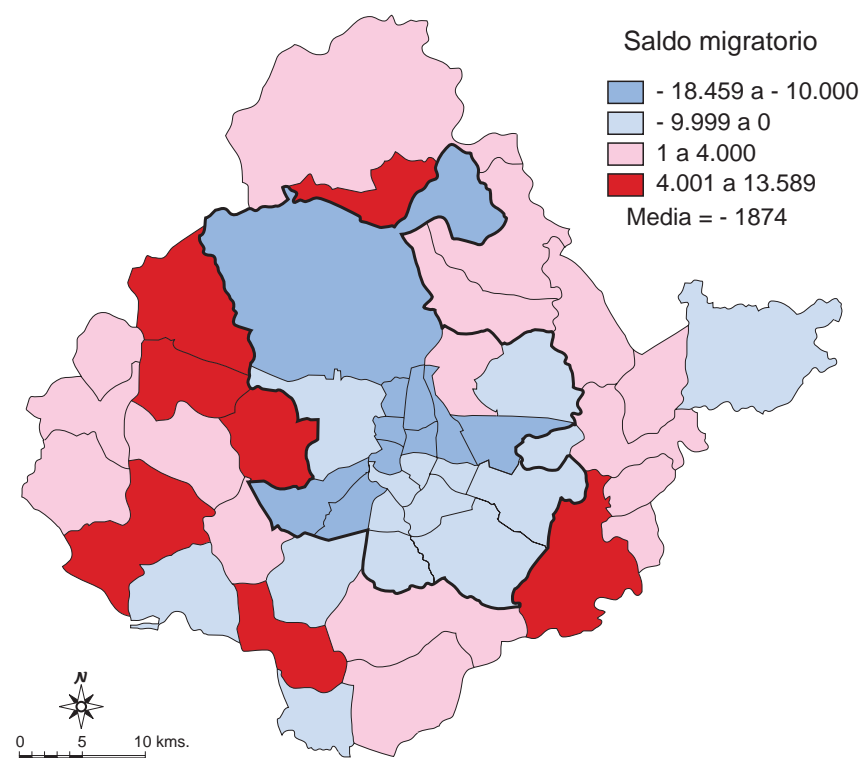 Saldo migratorio
- 18.459 a - 10.000
- 9.999 a 0
1 a 4.000
4.001 a 13.589
Media = - 1874
N
0 5 10 kms.